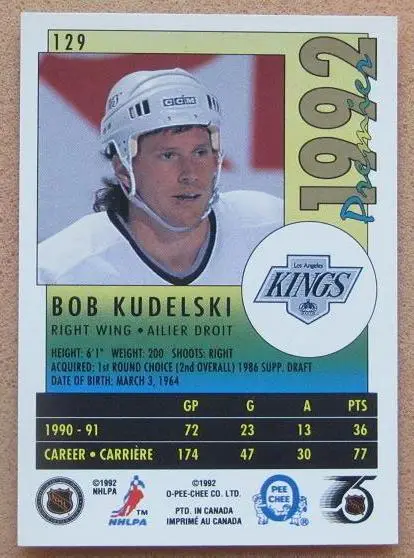 129
1992
Premier
CCM
Los Angeles
KINGS
BOB KUDELSKI
RIGHT WING • AILIER DROIT
HEIGHT: 6'1" WEIGHT: 200 SHOOTS: RIGHT
ACQUIRED: 1st ROUND CHOICE (2nd OVERALL) 1986 SUPP. DRAFT
DATE OF BIRTH: MARCH 3, 1964
GP G A PTS
1990 - 91 72 23 13 36
CAREER • CARRIÈRE 174 47 30 77
NHL
©1992
NHLPA
NHLPA
TM
©1992
O-PEE-CHEE CO. LTD.
PTD. IN CANADA
IMPRIMÉ AU CANADA
O
PEE
CHEE
NHL
75